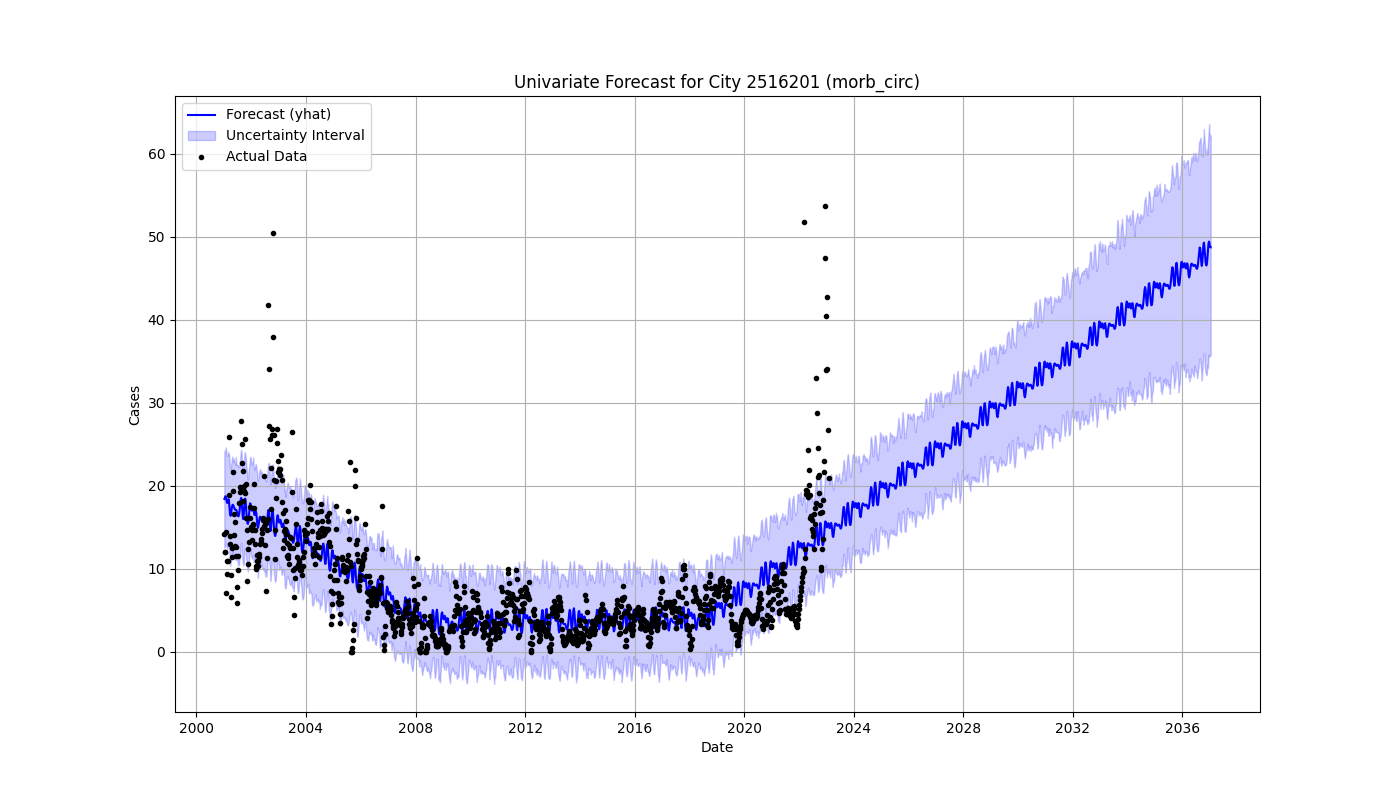 Univariate Forecast for City 2516201 (morb_circ)
Forecast (yhat)
Uncertainty Interval
Actual Data
60
50
40
30
20
10
0
Cases
2000 2004 2008 2012 2016 2020 2024 2028 2032 2036
Date